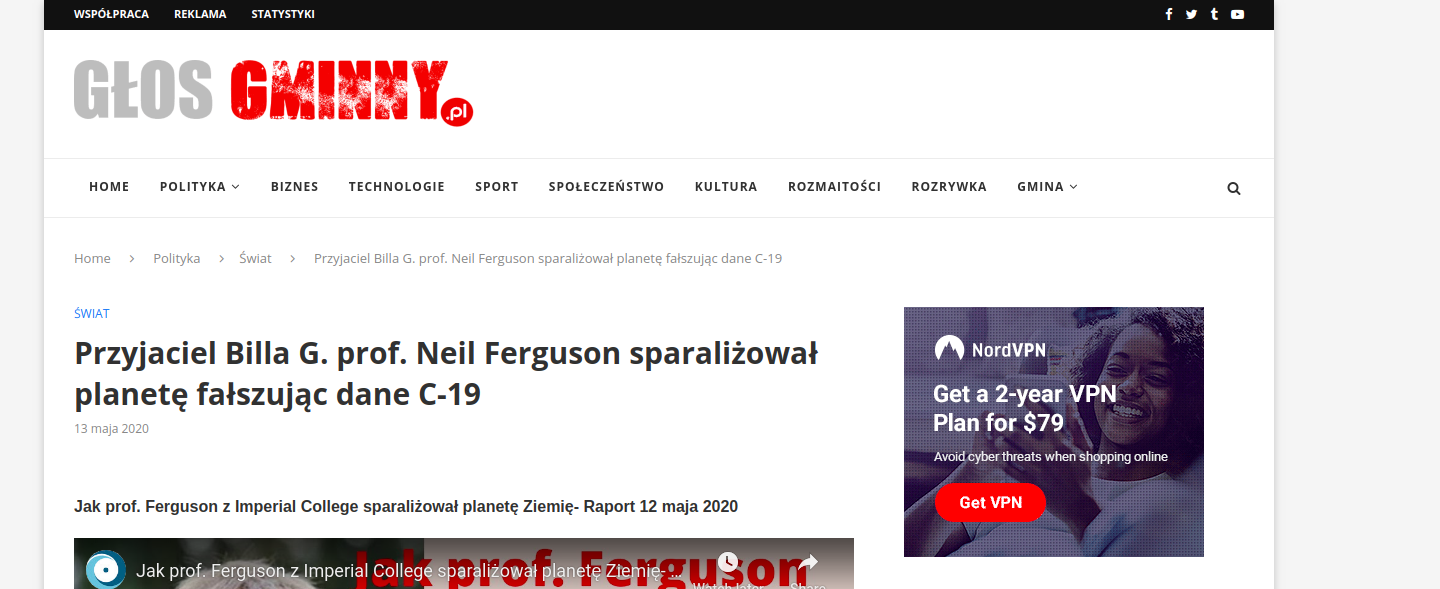 WSPÓŁPRACA REKLAMA STATYSTYKI
GŁOS GMINNY.pl
HOME POLITYKA BIZNES TECHNOLOGIE SPORT SPOŁECZEŃSTWO KULTURA ROZMAITOŚCI ROZRYWKA GMINA
Home > Polityka > Świat > Przyjaciel Billa G. prof. Neil Ferguson sparaliżował planetę fałszując dane C-19
ŚWIAT
Przyjaciel Billa G. prof. Neil Ferguson sparaliżował
planetę fałszując dane C-19
13 maja 2020
Jak prof. Ferguson z Imperial College sparaliżował planetę Ziemię- Raport 12 maja 2020
Jak prof. Ferguson
Jak prof. Ferguson z Imperial College sparaliżował planetę Ziemię- ...
Watch later Share
NordVPN
Get a 2-year VPN
Plan for $79
Avoid cyber threats when shopping online
Get VPN